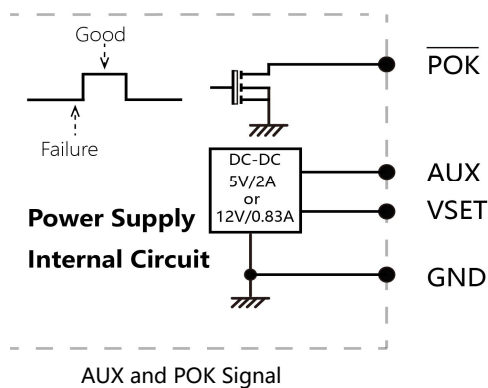 Good
Failure
P̅O̅K̅
DC-DC
5V/2A
or
12V/0.83A
AUX
VSET
Power Supply
Internal Circuit
GND
AUX and POK Signal